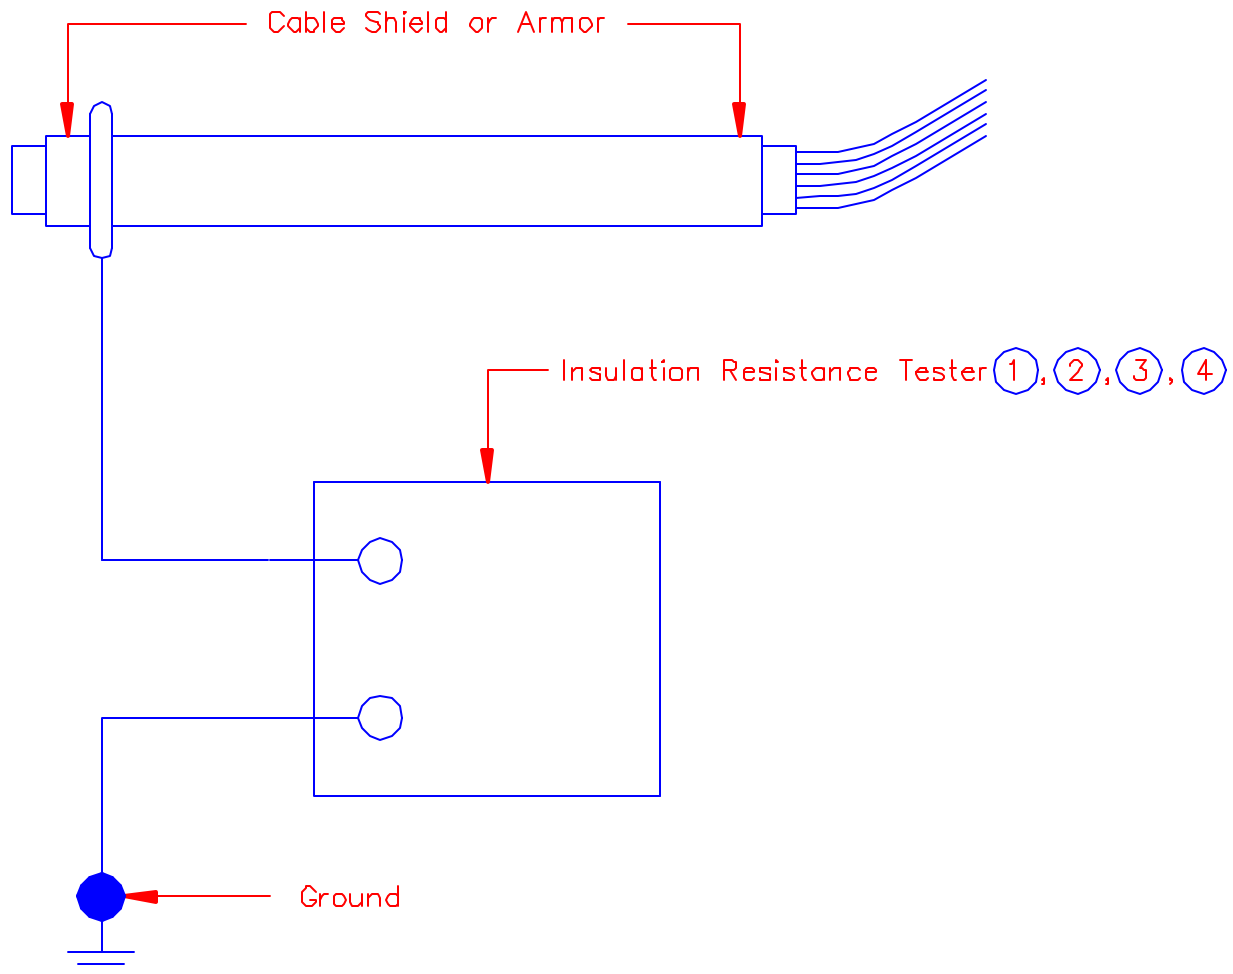 Cable Shield or Armor
Insulation Resistance Tester 1, 2, 3, 4
Ground